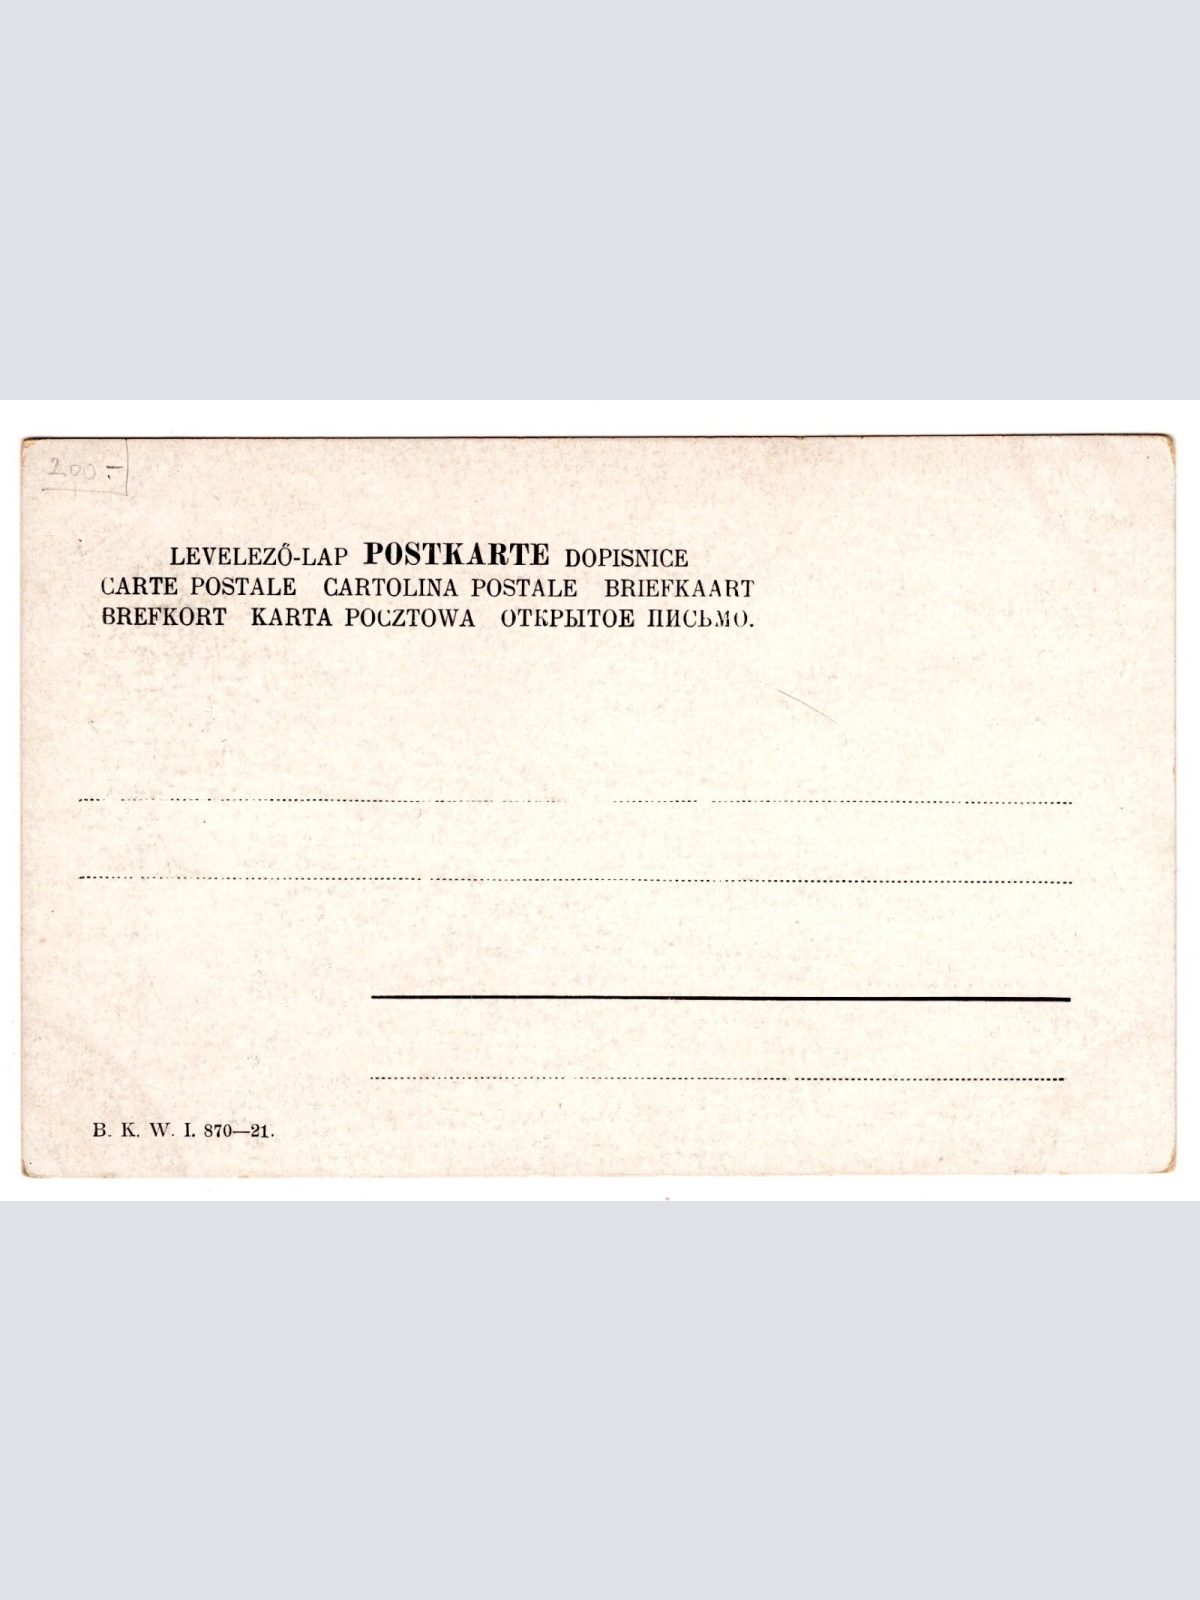 200.-
LEVELEZŐ-LAP POSTKARTE DOPISNICE
CARTE POSTALE CARTOLINA POSTALE BRIEFKAART
BREFKORT KARTA POCZTOWA ОТКРЫТОЕ ПИСЬМО.
B. K. W. I. 870—21.